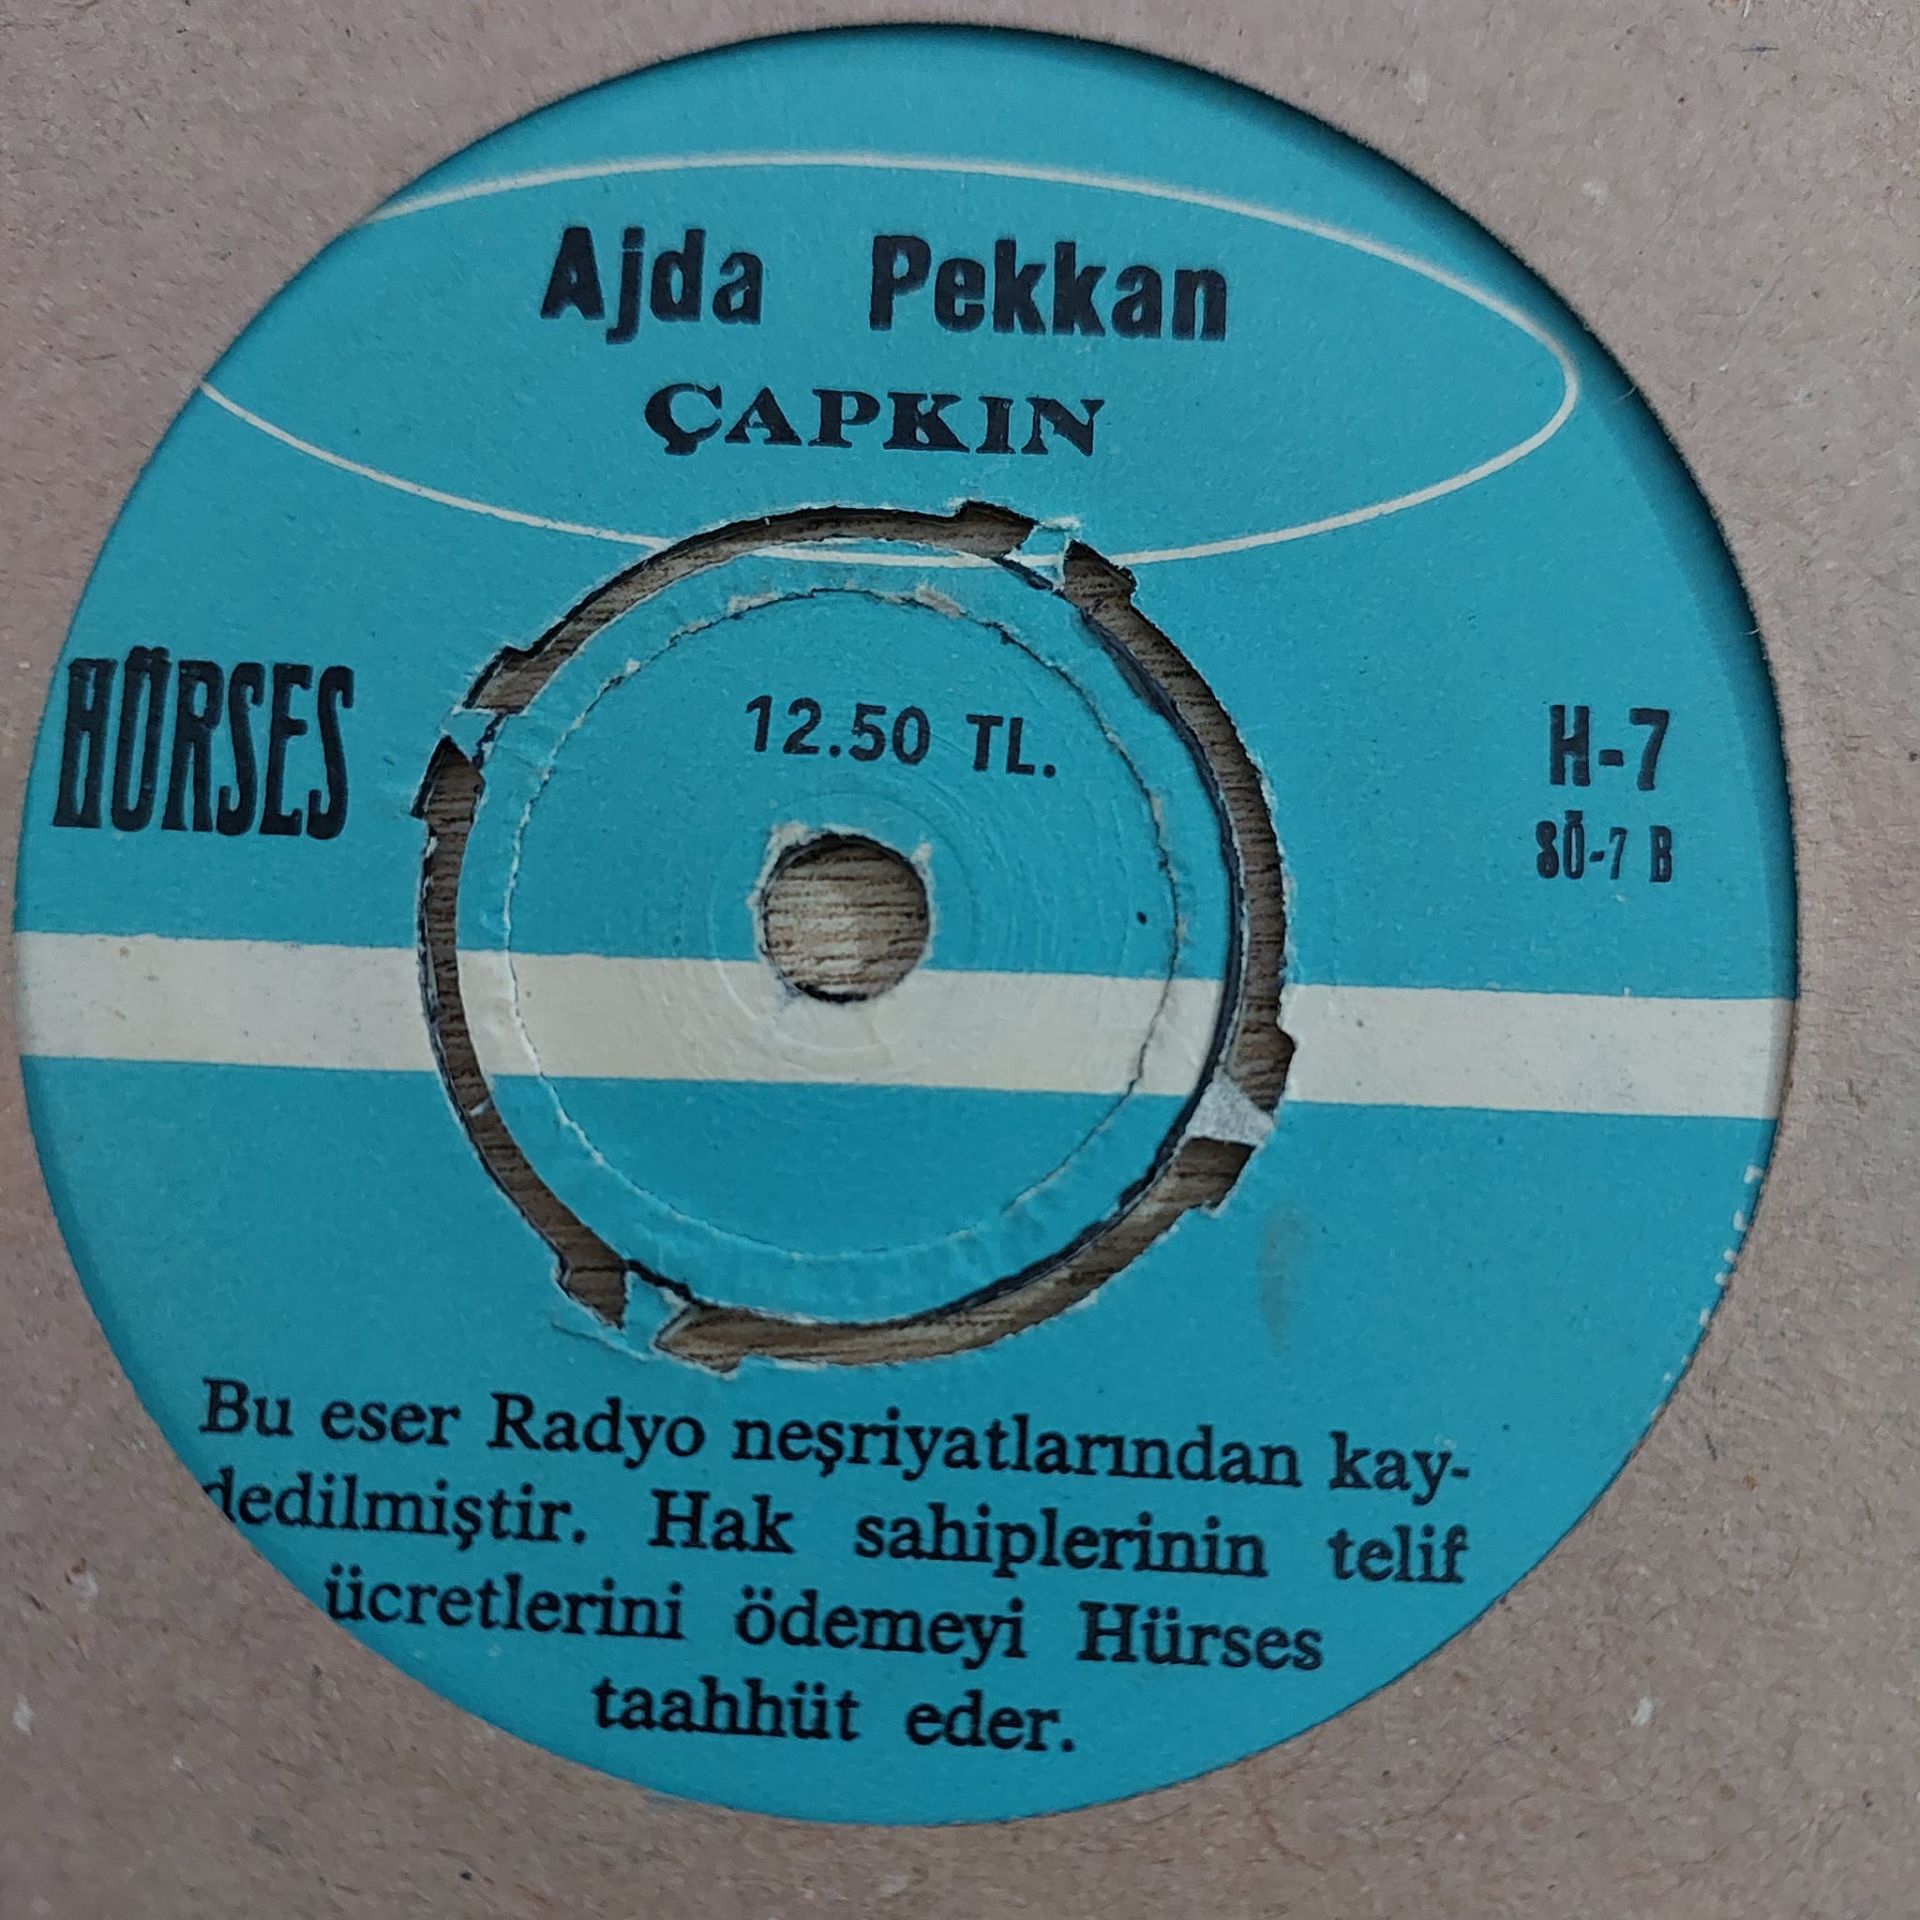 Ajda Pekkan
ÇAPKIN
HÜRSES
12.50 TL.
H-7
SÖ-7 B
Bu eser Radyo neşriyatlarından kay-
dedilmiştir. Hak sahiplerinin telif
ücretlerini ödemeyi Hürses
taahhüt eder.